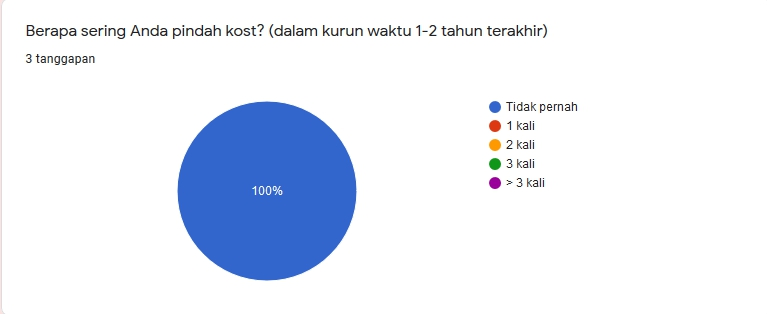 Berapa sering Anda pindah kost? (dalam kurun waktu 1-2 tahun terakhir)
3 tanggapan
100%
Tidak pernah
1 kali
2 kali
3 kali
> 3 kali